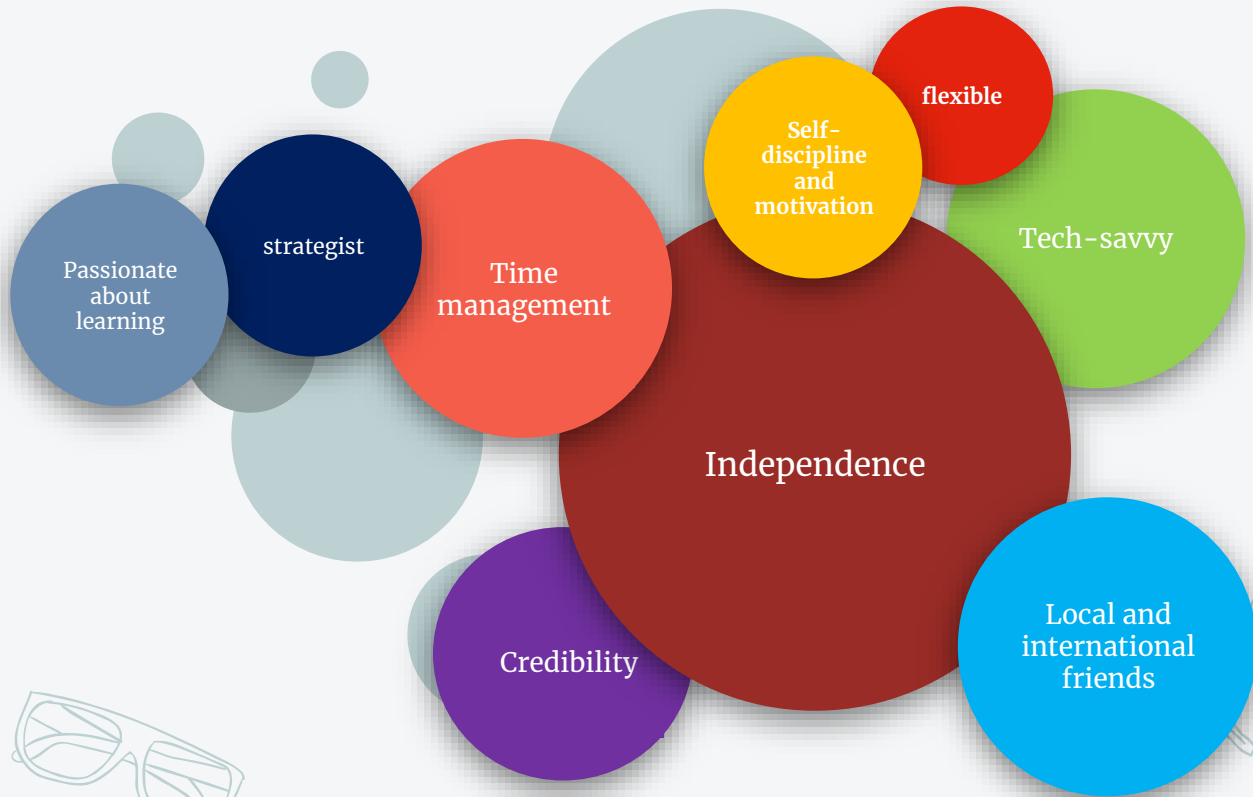 flexible
Self-
discipline
and
motivation
Tech-savvy
strategist
Passionate
about
learning
Time
management
Independence
Credibility
Local and
international
friends